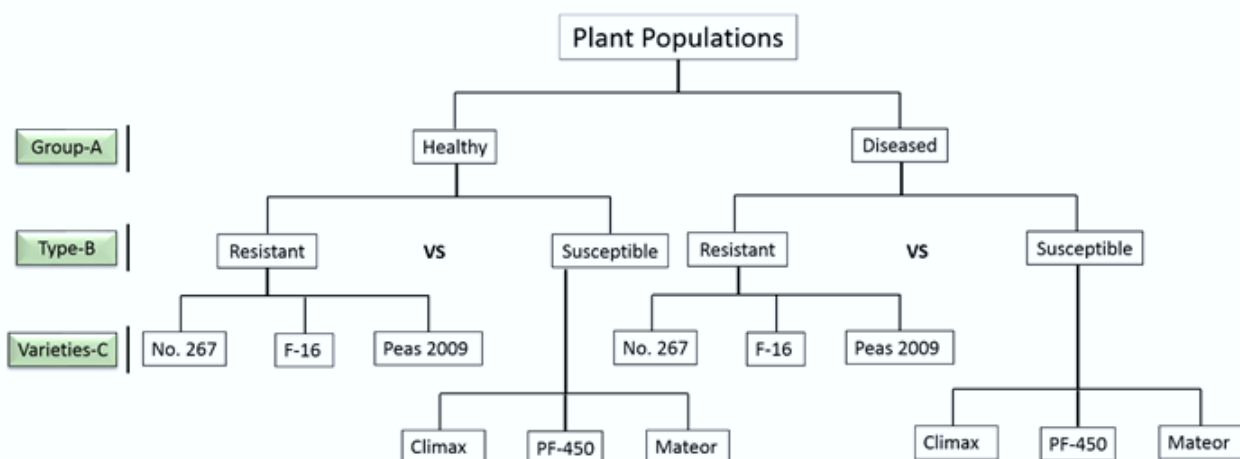 Plant Populations
Group-A
Healthy
Diseased
Type-B
Resistant
VS
Susceptible
Resistant
VS
Susceptible
Varieties-C
No. 267
F-16
Peas 2009
No. 267
F-16
Peas 2009
Climax
PF-450
Mateor
Climax
PF-450
Mateor